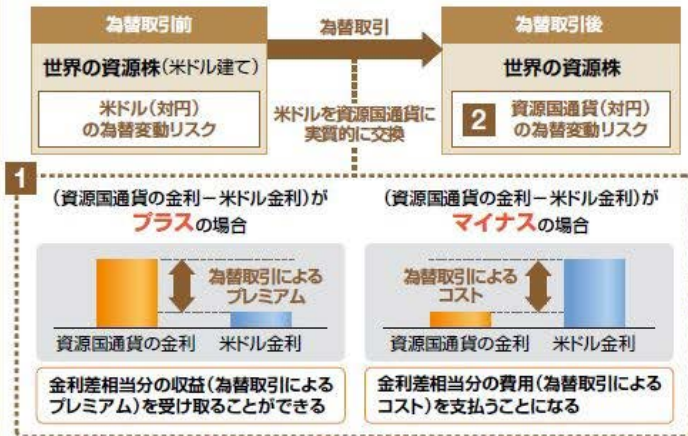 為替取引前
世界の資源株(米ドル建て)
米ドル(対円)
の為替変動リスク
為替取引
米ドルを資源国通貨に
実質的に交換
為替取引後
世界の資源株
2
資源国通貨(対円)
の為替変動リスク
1
(資源国通貨の金利−米ドル金利)が
プラスの場合
為替取引による
プレミアム
資源国通貨の金利
米ドル金利
金利差相当分の収益(為替取引による
プレミアム)を受け取ることができる
(資源国通貨の金利−米ドル金利)が
マイナスの場合
為替取引による
コスト
資源国通貨の金利
米ドル金利
金利差相当分の費用(為替取引による
コスト)を支払うことになる